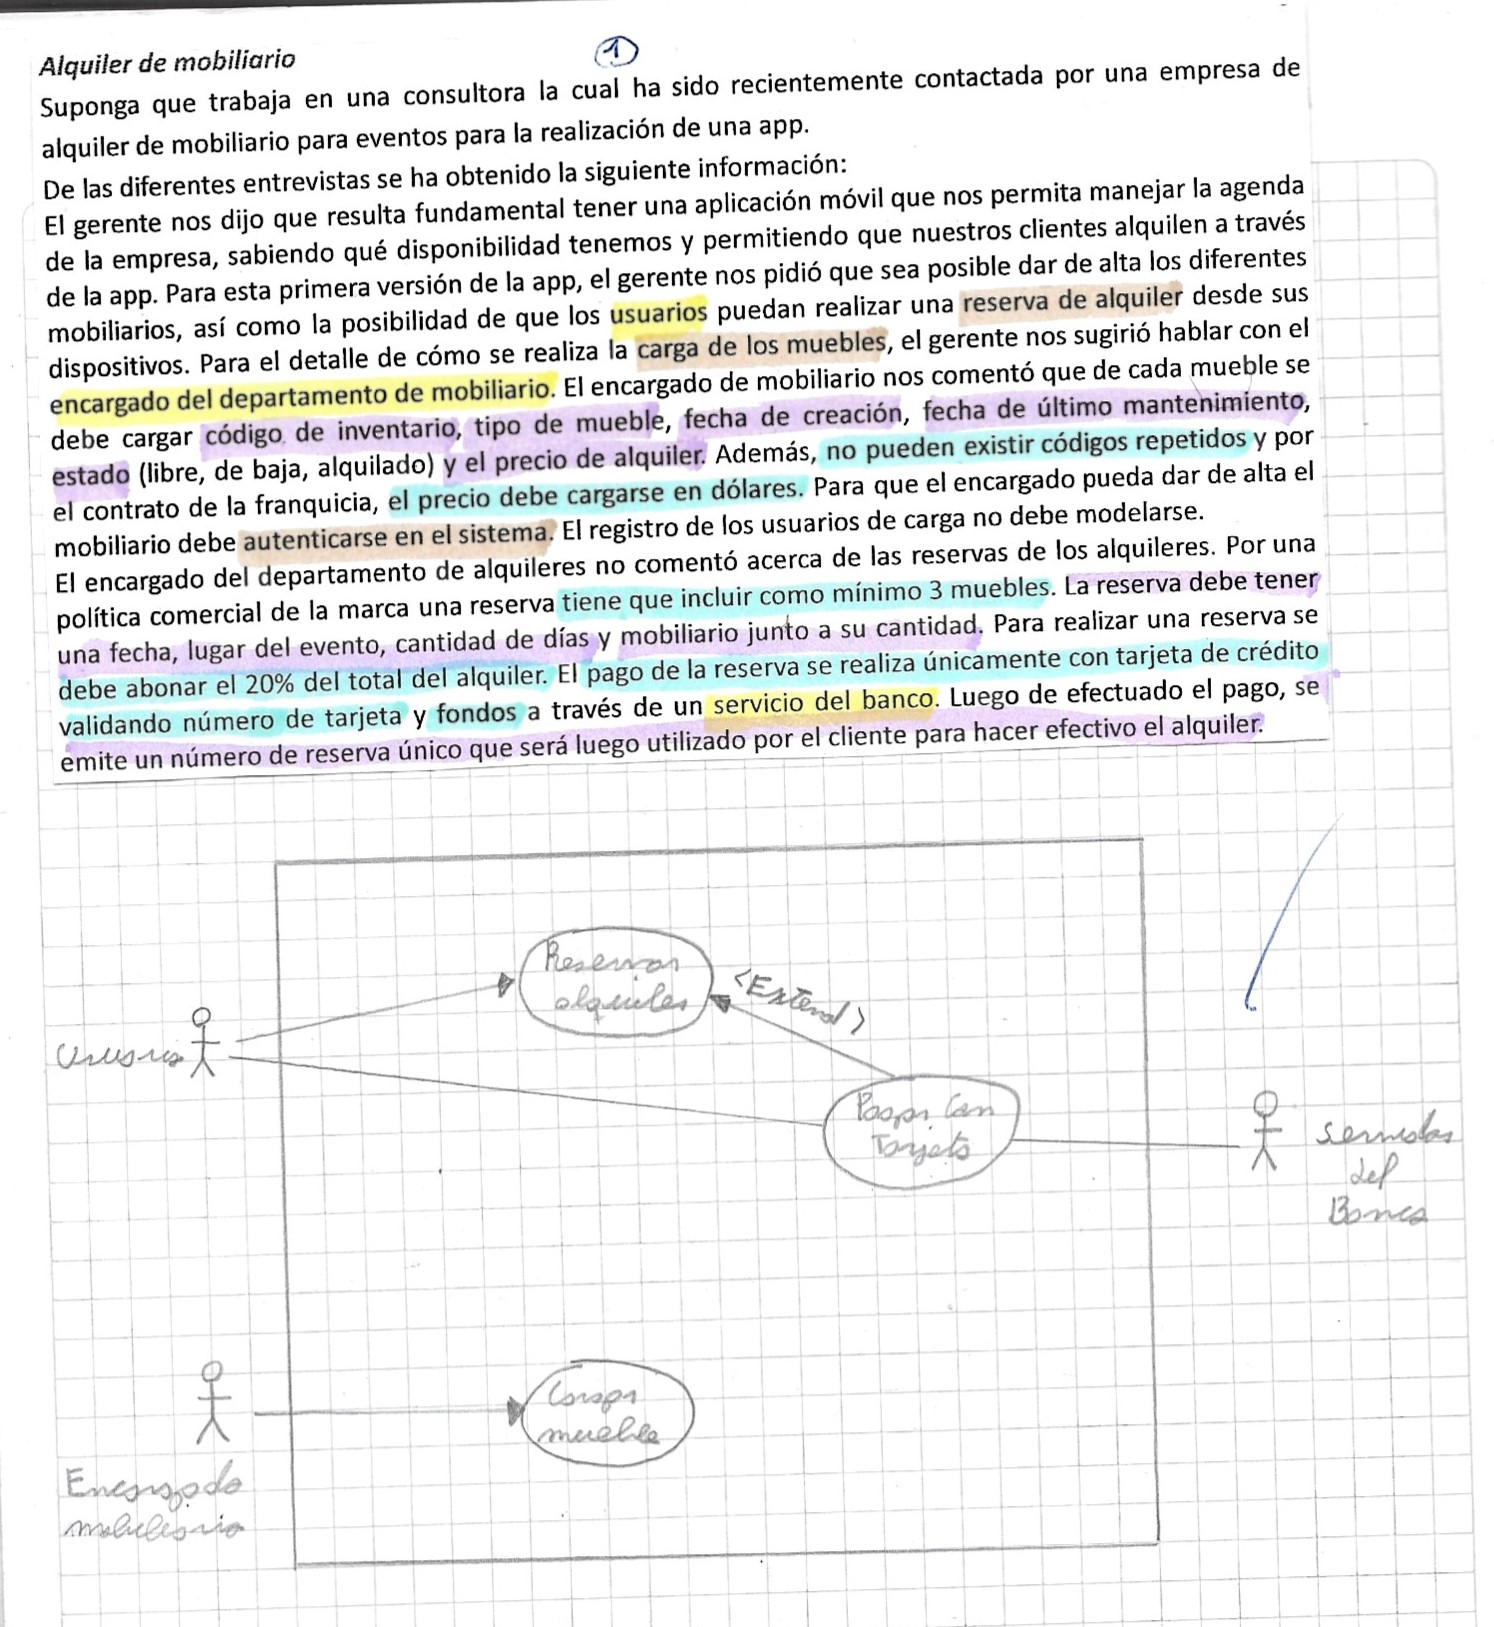 Alquiler de mobiliario
1
Suponga que trabaja en una consultora la cual ha sido recientemente contactada por una empresa de
alquiler de mobiliario para eventos para la realización de una app.
De las diferentes entrevistas se ha obtenido la siguiente información:
El gerente nos dijo que resulta fundamental tener una aplicación móvil que nos permita manejar la agenda
de la empresa, sabiendo qué disponibilidad tenemos y permitiendo que nuestros clientes alquilen a través
de la app. Para esta primera versión de la app, el gerente nos pidió que sea posible dar de alta los diferentes
mobiliarios, así como la posibilidad de que los usuarios puedan realizar una reserva de alquiler desde sus
dispositivos. Para el detalle de cómo se realiza la carga de los muebles, el gerente nos sugirió hablar con el
encargado del departamento de mobiliario. El encargado de mobiliario nos comentó que de cada mueble se
debe cargar código de inventario, tipo de mueble, fecha de creación, fecha de último mantenimiento,
estado (libre, de baja, alquilado) y el precio de alquiler. Además, no pueden existir códigos repetidos y por
el contrato de la franquicia, el precio debe cargarse en dólares. Para que el encargado pueda dar de alta el
mobiliario debe autenticarse en el sistema. El registro de los usuarios de carga no debe modelarse.
El encargado del departamento de alquileres no comentó acerca de las reservas de los alquileres. Por una
política comercial de la marca una reserva tiene que incluir como mínimo 3 muebles. La reserva debe tener
una fecha, lugar del evento, cantidad de días y mobiliario junto a su cantidad. Para realizar una reserva se
debe abonar el 20% del total del alquiler. El pago de la reserva se realiza únicamente con tarjeta de crédito
validando número de tarjeta y fondos a través de un servicio del banco. Luego de efectuado el pago, se
emite un número de reserva único que será luego utilizado por el cliente para hacer efectivo el alquiler.
Reservar
alquiler
<Extend>
Usuario
Pagar Con
Tarjeta
servidor
del
Banco
Cargar
mueble
Encargado
mobiliario